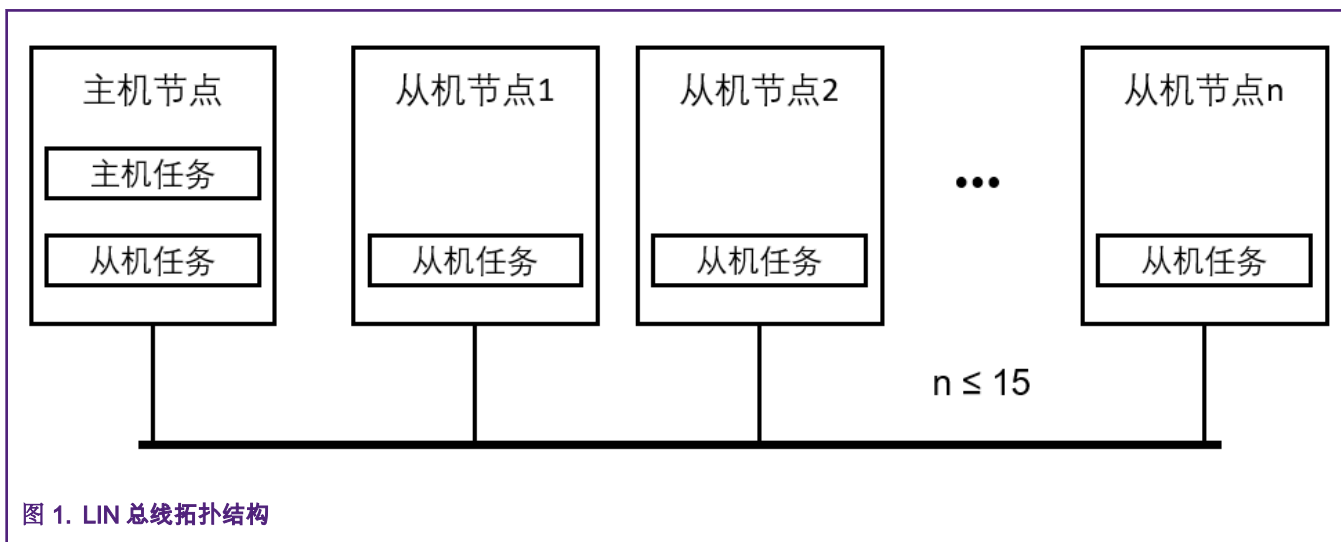 主机节点
主机任务
从机任务
从机节点1
从机任务
从机节点2
从机任务
•••
从机节点n
从机任务
n ≤ 15
图 1. LIN 总线拓扑结构